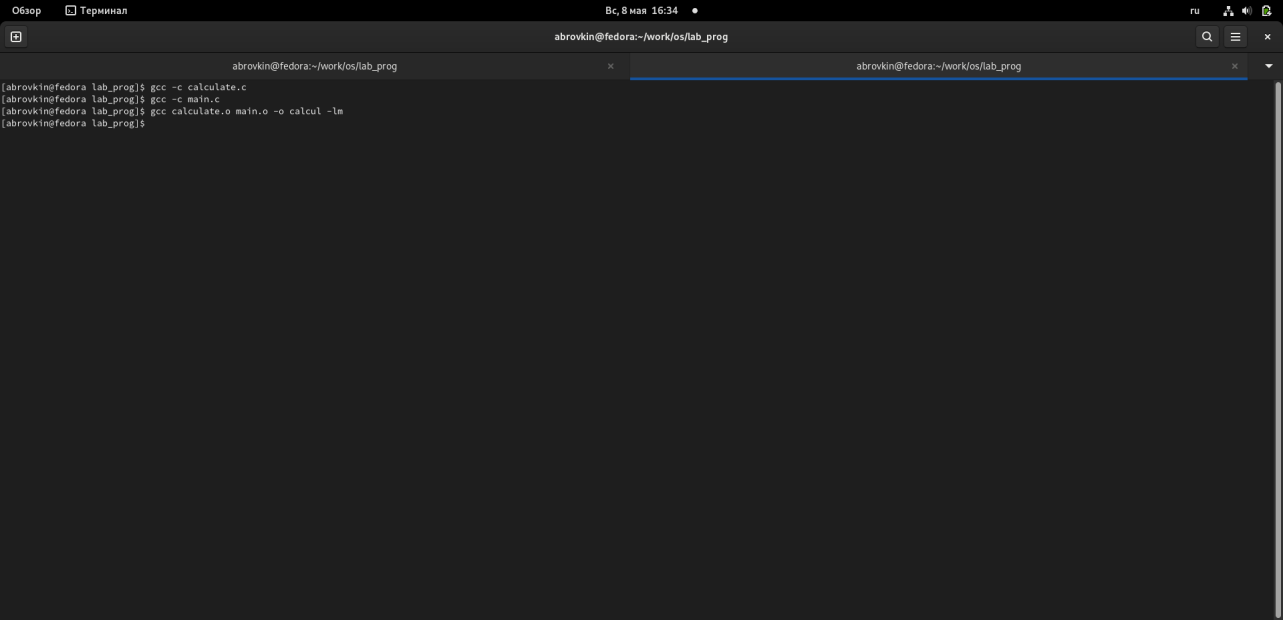 Обзор Терминал Вс, 8 мая 16:34 ru
abrovkin@fedora:~/work/os/lab_prog
abrovkin@fedora:~/work/os/lab_prog abrovkin@fedora:~/work/os/lab_prog
[abrovkin@fedora lab_prog]$ gcc -c calculate.c
[abrovkin@fedora lab_prog]$ gcc -c main.c
[abrovkin@fedora lab_prog]$ gcc calculate.o main.o -o calcul -lm
[abrovkin@fedora lab_prog]$